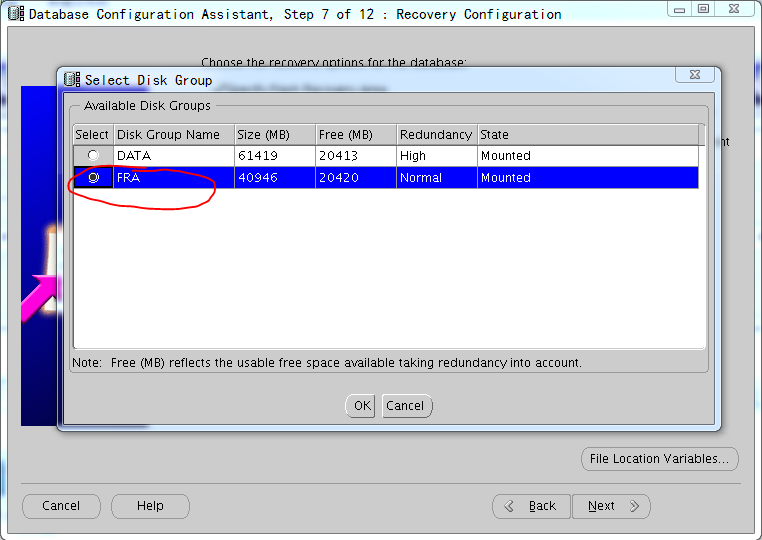 Database Configuration Assistant, Step 7 of 12 : Recovery Configuration
Choose the recovery options for the database:
Select Disk Group
Available Disk Groups
Select Disk Group Name Size (MB) Free (MB) Redundancy State
DATA 61419 20413 High Mounted
FRA 40946 20420 Normal Mounted
Note: Free (MB) reflects the usable free space available taking redundancy into account.
OK Cancel
File Location Variables...
Cancel Help Back Next